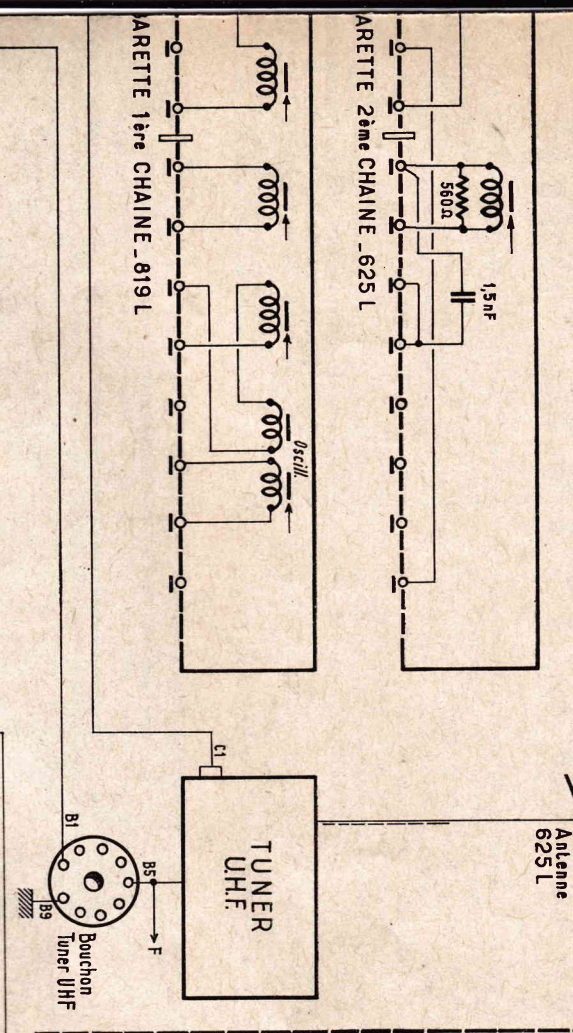 ARETTE 2ème CHAINE_625 L
560Ω
1,5 nF
ARETTE 1ère CHAINE_819 L
Oscill.
Antenne
625 L
TUNER
U.H.F.
C1
B1
B5
F
B9
Bouchon
Tuner UHF